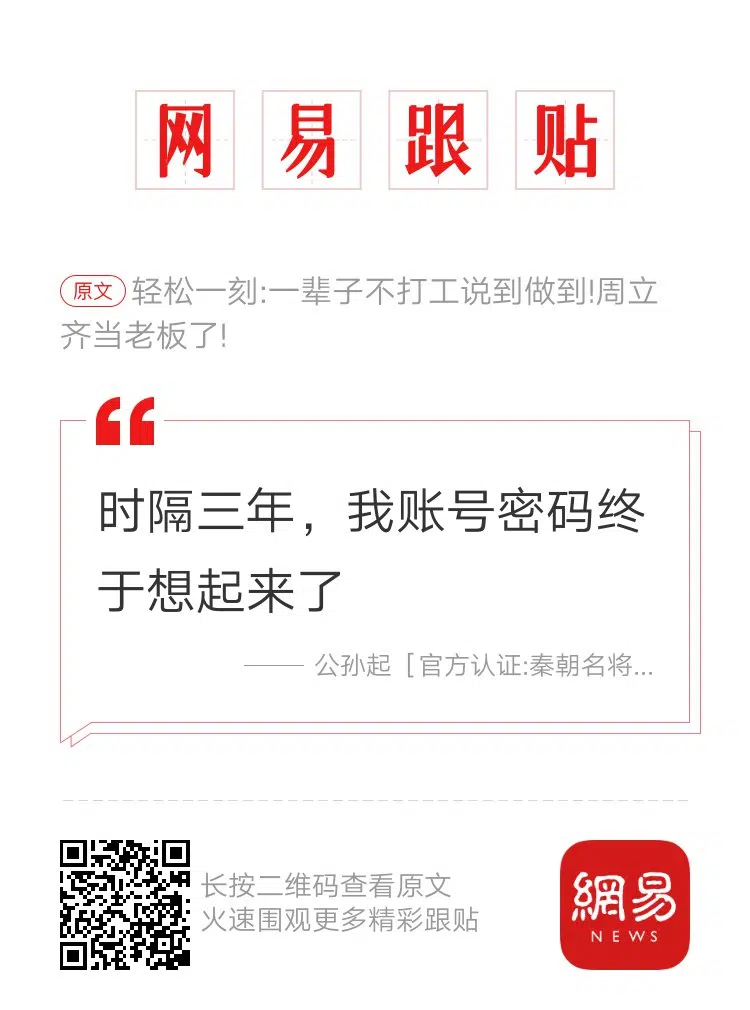 网易跟贴
原文 轻松一刻:一辈子不打工说到做到!周立
齐当老板了!
时隔三年，我账号密码终
于想起来了
—— 公孙起［官方认证:秦朝名将...
长按二维码查看原文
火速围观更多精彩跟贴
網易
NEWS